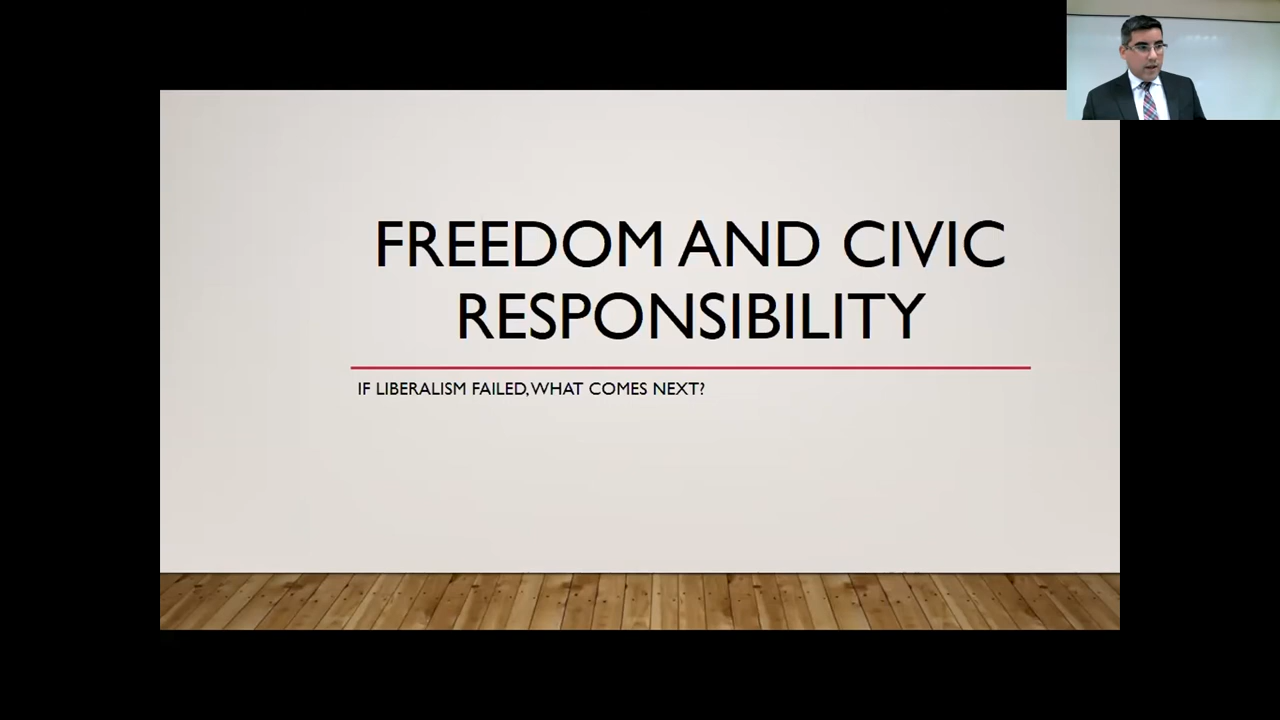 FREEDOM AND CIVIC
RESPONSIBILITY
IF LIBERALISM FAILED, WHAT COMES NEXT?